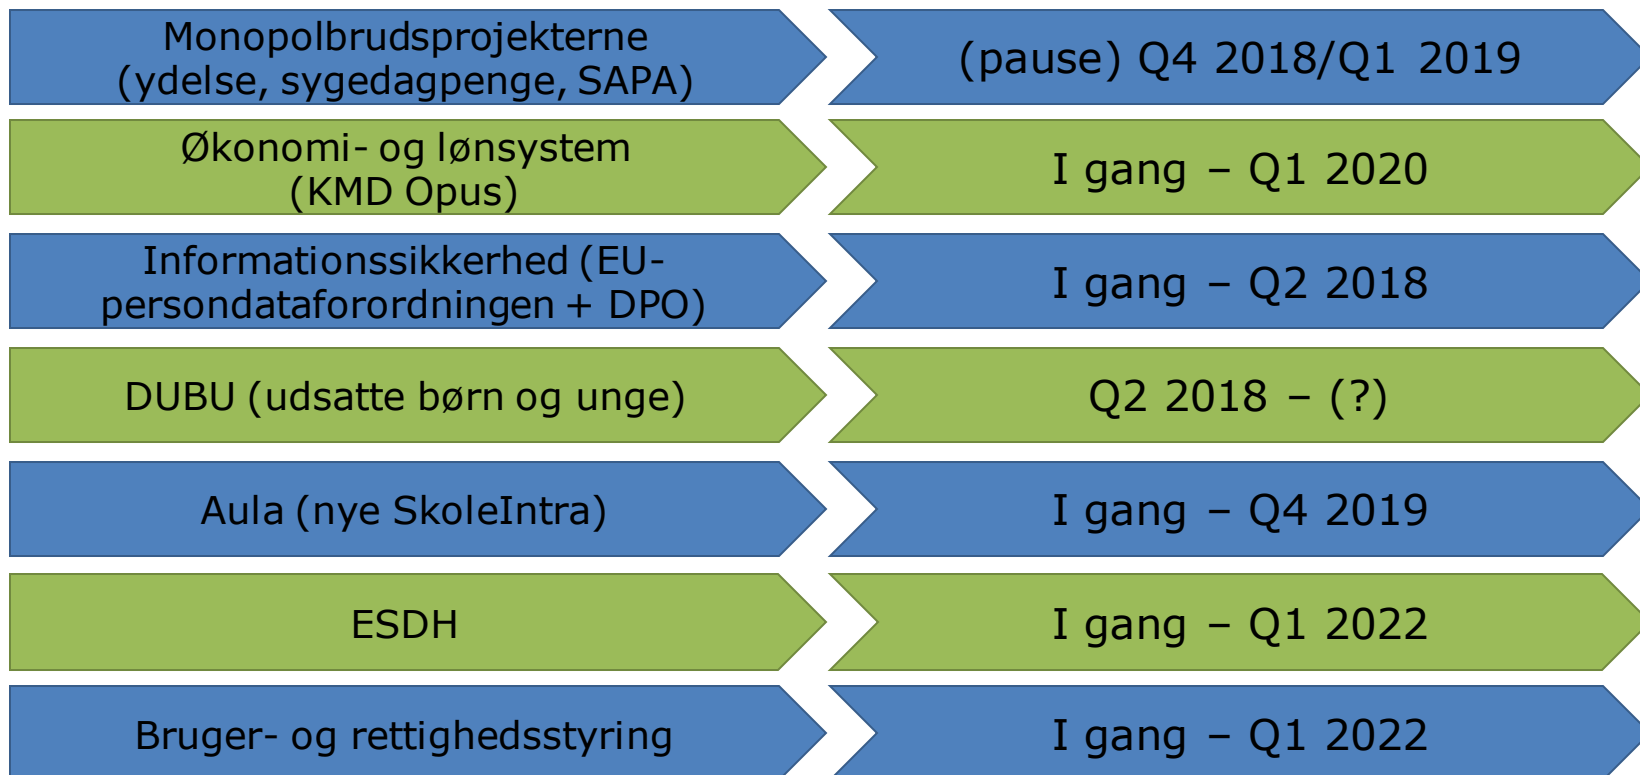 Monopolbrudsprojekterne
(ydelse, sygedagpenge, SAPA)
(pause) Q4 2018/Q1 2019
Økonomi- og lønsystem
(KMD Opus)
I gang – Q1 2020
Informationssikkerhed (EU-
persondataforordningen + DPO)
I gang – Q2 2018
DUBU (udsatte børn og unge)
Q2 2018 – (?)
Aula (nye SkoleIntra)
I gang – Q4 2019
ESDH
I gang – Q1 2022
Bruger- og rettighedsstyring
I gang – Q1 2022